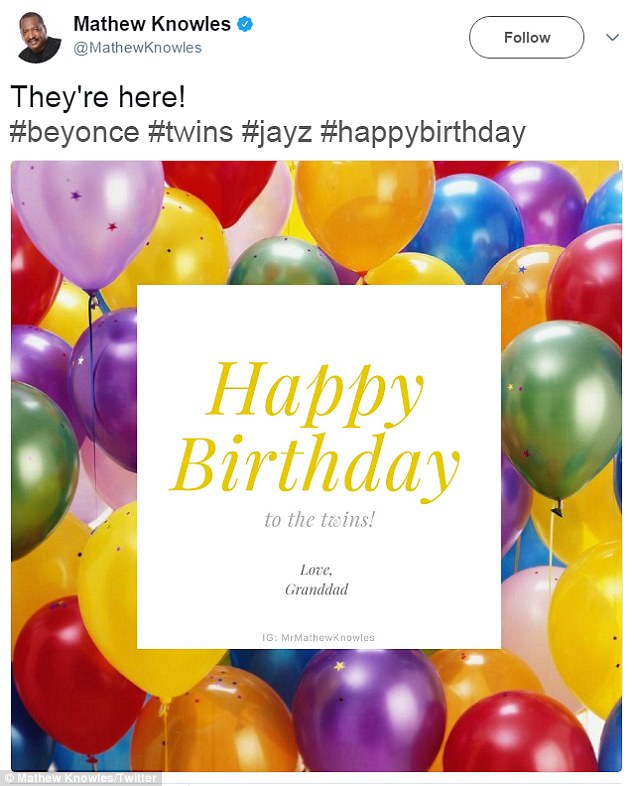 Mathew Knowles
@MathewKnowles
Follow
They're here!
#beyonce #twins #jayz #happybirthday
Happy
Birthday
to the twins!
Love,
Granddad
IG: MrMathewKnowles
© Mathew Knowles/Twitter